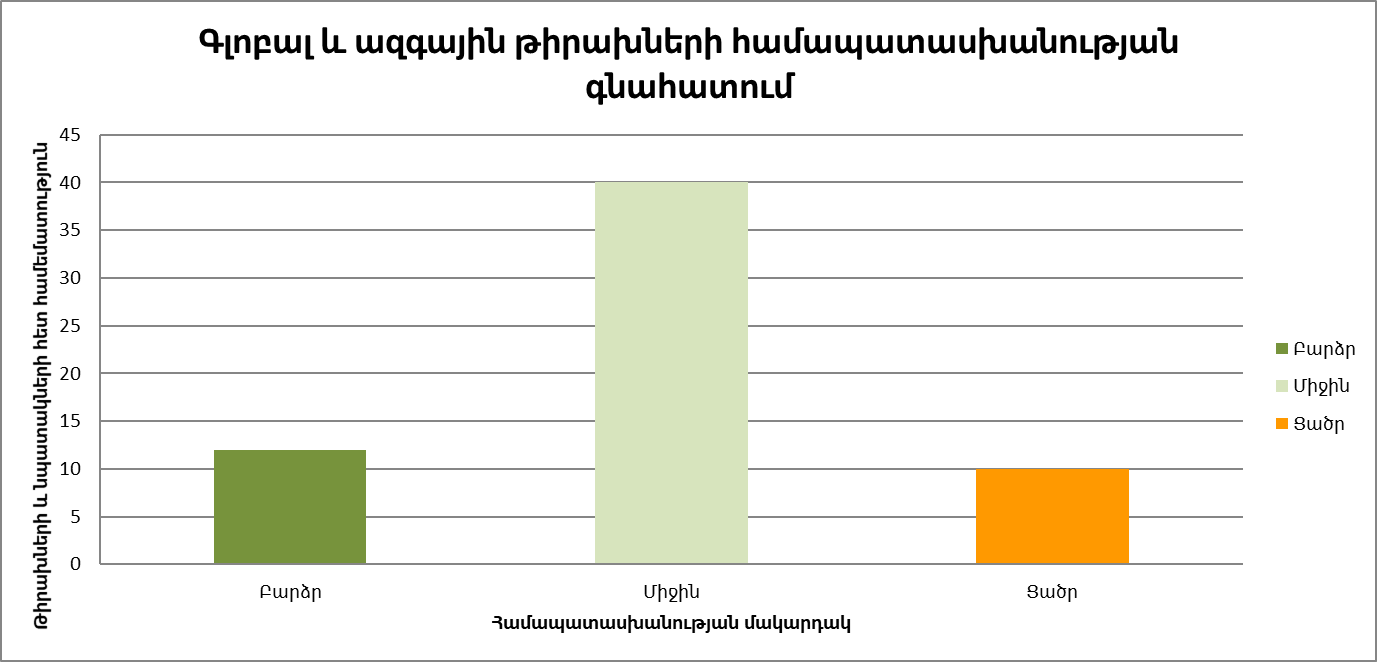 Գլոբալ և ազգային թիրախների համապատասխանության
գնահատում
Թիրախների և նպատակների հետ համեմատություն
45
40
35
30
25
20
15
10
5
0
Բարձր
Միջին
Ցածր
Համապատասխանության մակարդակ
Բարձր
Միջին
Ցածր